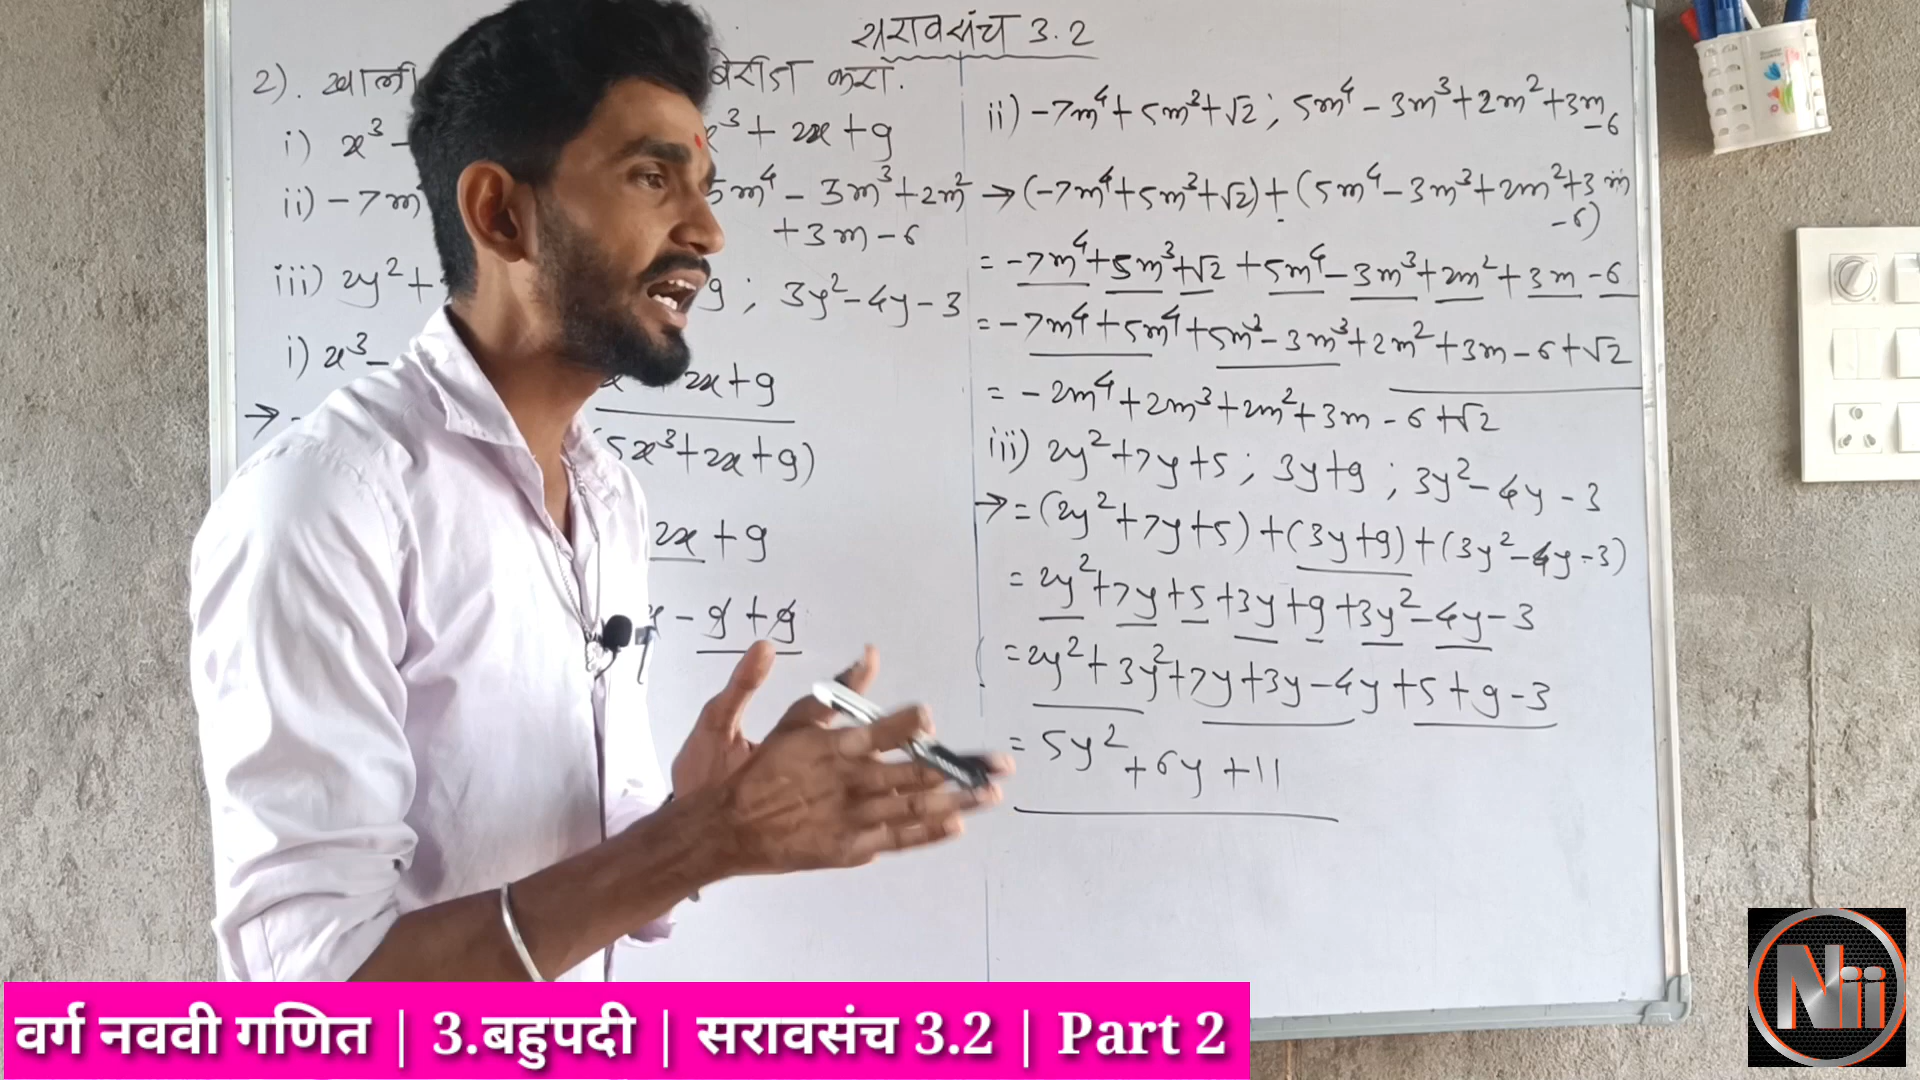 सरावसंच 3.2
2). खाली बेरीज करा.
i) x³ - x³ + 2x + 9
ii) -7m 5m⁴ - 3m³ + 2m²
+ 3m - 6
iii) 2y² + 9 ; 3y² - 4y - 3
i) x³ - 2x + 9
→
(5x³ + 2x + 9)
2x + 9
- 9 + 9
ii) -7m⁴ + 5m³ + √2 ; 5m⁴ - 3m³ + 2m² + 3m
-6
→ (-7m⁴ + 5m³ + √2) + (5m⁴ - 3m³ + 2m² + 3m
-6)
= -7m⁴ + 5m³ + √2 + 5m⁴ - 3m³ + 2m² + 3m - 6
= -7m⁴ + 5m⁴ + 5m³ - 3m³ + 2m² + 3m - 6 + √2
= -2m⁴ + 2m³ + 2m² + 3m - 6 + √2
iii) 2y² + 7y + 5 ; 3y + 9 ; 3y² - 4y - 3
→ = (2y² + 7y + 5) + (3y + 9) + (3y² - 4y - 3)
= 2y² + 7y + 5 + 3y + 9 + 3y² - 4y - 3
= 2y² + 3y² + 7y + 3y - 4y + 5 + 9 - 3
= 5y² + 6y + 11
वर्ग नववी गणित | 3.बहुपदी | सरावसंच 3.2 | Part 2
Nii